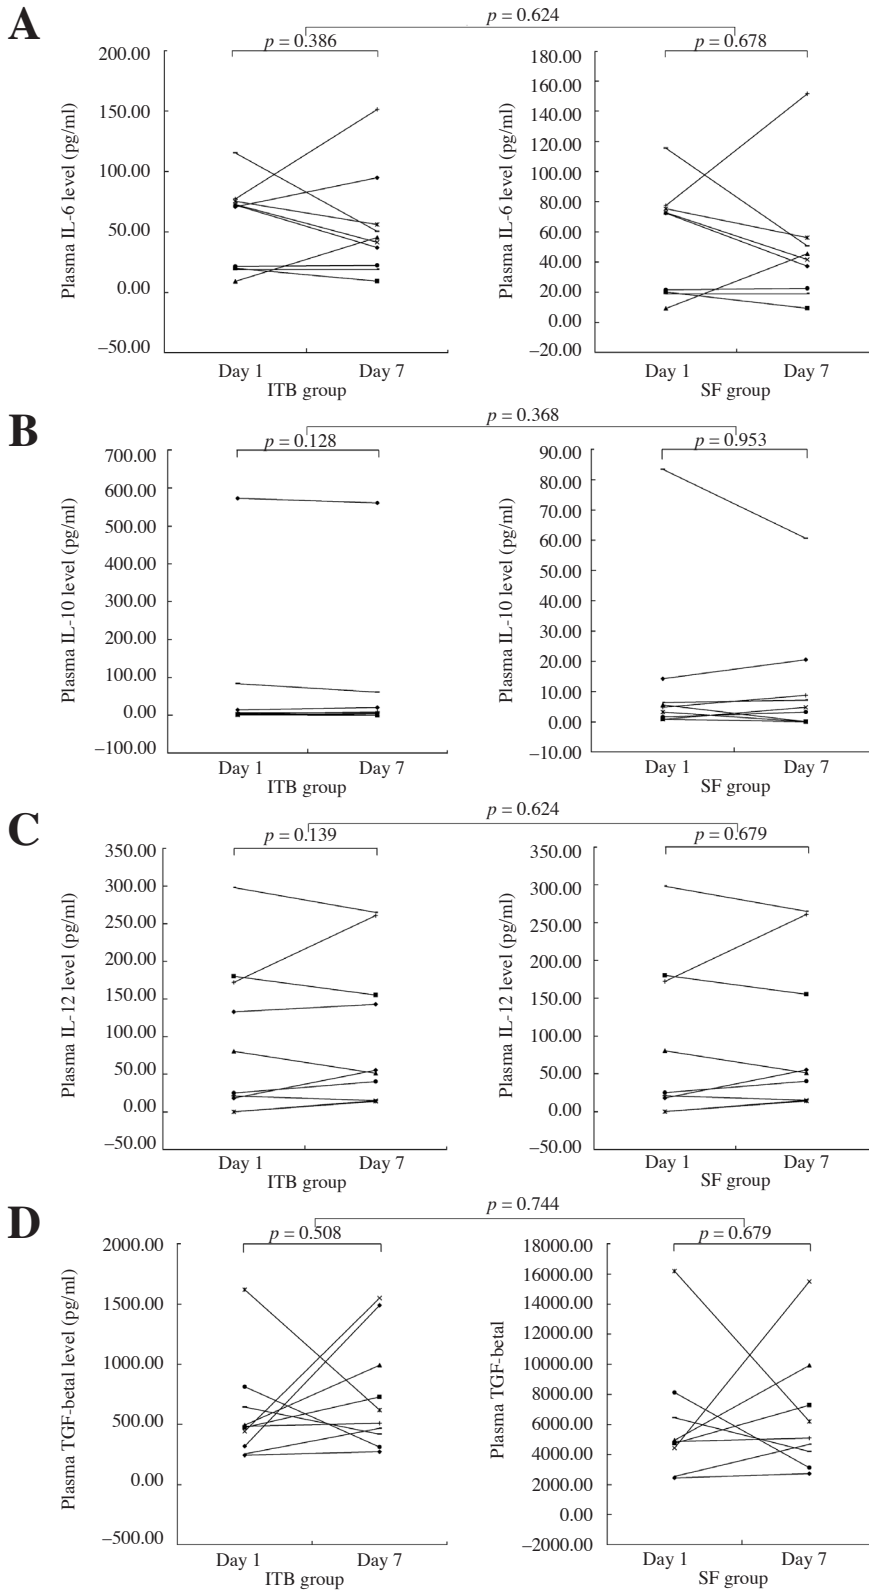 A
p = 0.624
p = 0.386
p = 0.678
Plasma IL-6 level (pg/ml)
200.00
150.00
100.00
50.00
0.00
–50.00
Day 1
Day 7
ITB group
Plasma IL-6 level (pg/ml)
180.00
160.00
140.00
120.00
100.00
80.00
60.00
40.00
20.00
0.00
–20.00
Day 1
Day 7
SF group
B
p = 0.368
p = 0.128
p = 0.953
Plasma IL-10 level (pg/ml)
700.00
600.00
500.00
400.00
300.00
200.00
100.00
0.00
–100.00
Day 1
Day 7
ITB group
Plasma IL-10 level (pg/ml)
90.00
80.00
70.00
60.00
50.00
40.00
30.00
20.00
10.00
0.00
–10.00
Day 1
Day 7
SF group
C
p = 0.624
p = 0.139
p = 0.679
Plasma IL-12 level (pg/ml)
350.00
300.00
250.00
200.00
150.00
100.00
50.00
0.00
–50.00
Day 1
Day 7
ITB group
Plasma IL-12 level (pg/ml)
350.00
300.00
250.00
200.00
150.00
100.00
50.00
0.00
–50.00
Day 1
Day 7
SF group
D
p = 0.744
p = 0.508
p = 0.679
Plasma TGF-betal level (pg/ml)
2000.00
1500.00
1000.00
500.00
0.00
–500.00
Day 1
Day 7
ITB group
Plasma TGF-betal
18000.00
16000.00
14000.00
12000.00
10000.00
8000.00
6000.00
4000.00
2000.00
0.00
–2000.00
Day 1
Day 7
SF group